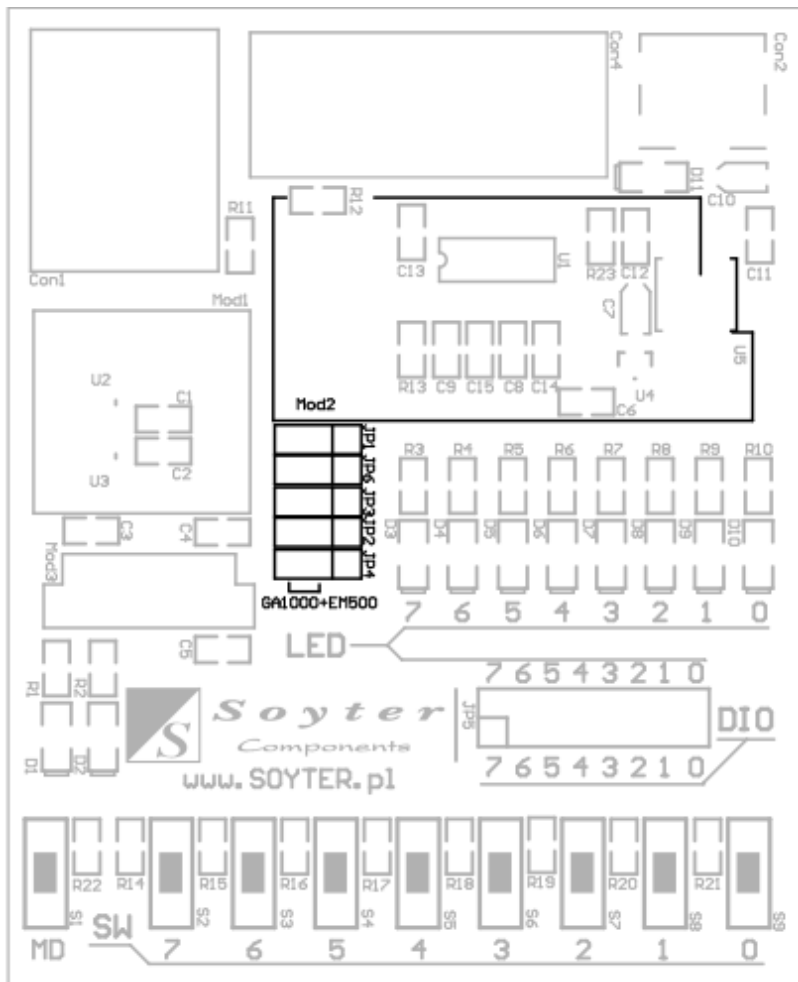 Con4
Con2
D11
C10
R12
R11
C13
U1
R23
C12
C11
Con1
C7
Mod1
U5
R13
C9
C15
C8
C14
U4
C6
U2
C1
Mod2
C2
U3
JP1
JP6
JP3
JP2
JP4
R3 R4 R5 R6 R7 R8 R9 R10
C3
C4
D3 D4 D5 D6 D7 D8 D9 D10
Mod3
GA1000+EM500
7 6 5 4 3 2 1 0
LED
C5
7 6 5 4 3 2 1 0
R1
R2
S
Soyter
Components
JP5
DIO
D1
D2
www.SOYTER.pl
7 6 5 4 3 2 1 0
R22 R14 R15 R16 R17 R18 R19 R20 R21
S1 S2 S3 S4 S5 S6 S7 S8 S9
SW
MD 7 6 5 4 3 2 1 0